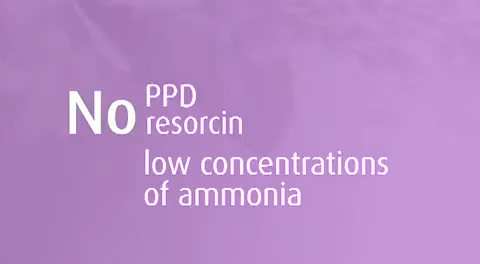 No PPD
resorcin
low concentrations
of ammonia